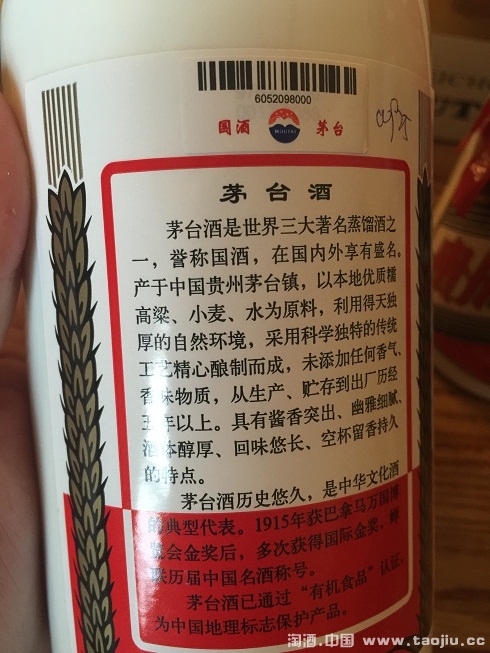 6052098000
国酒 MOUTAI 茅台
茅台酒
茅台酒是世界三大著名蒸馏酒之
一，誉称国酒，在国内外享有盛名。
产于中国贵州茅台镇，以本地优质糯
高粱、小麦、水为原料，利用得天独
厚的自然环境，采用科学独特的传统
工艺精心酿制而成，未添加任何香气、
香味物质，从生产、贮存到出厂历经
五年以上。具有酱香突出、幽雅细腻、
酒体醇厚、回味悠长、空杯留香持久
的特点。
茅台酒历史悠久，是中华文化酒
的典型代表。1915年获巴拿马万国博
览会金奖后，多次获得国际金奖，蝉
联历届中国名酒称号。
茅台酒已通过“有机食品”认证，
为中国地理标志保护产品。
淘酒.中国 www.taojiu.cc